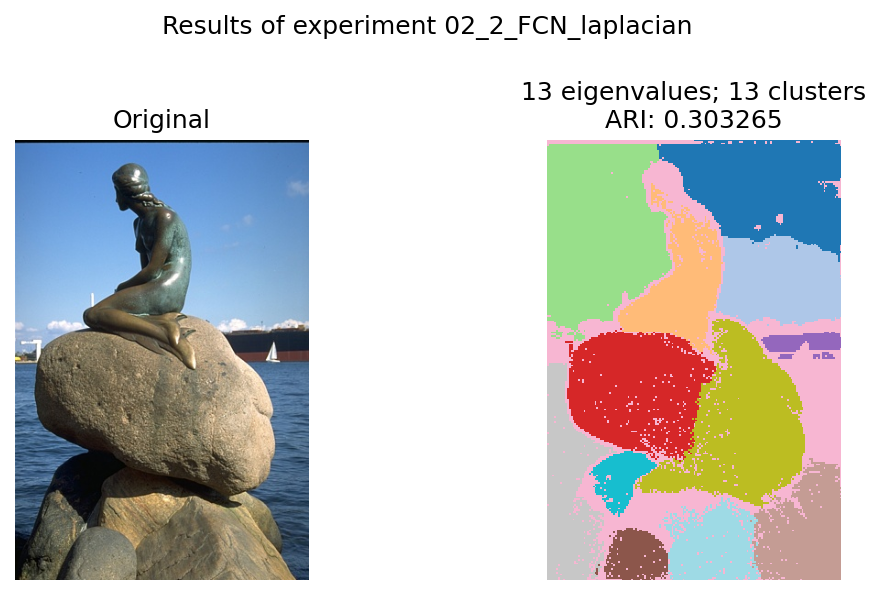 Results of experiment 02_2_FCN_laplacian
Original
13 eigenvalues; 13 clusters
ARI: 0.303265